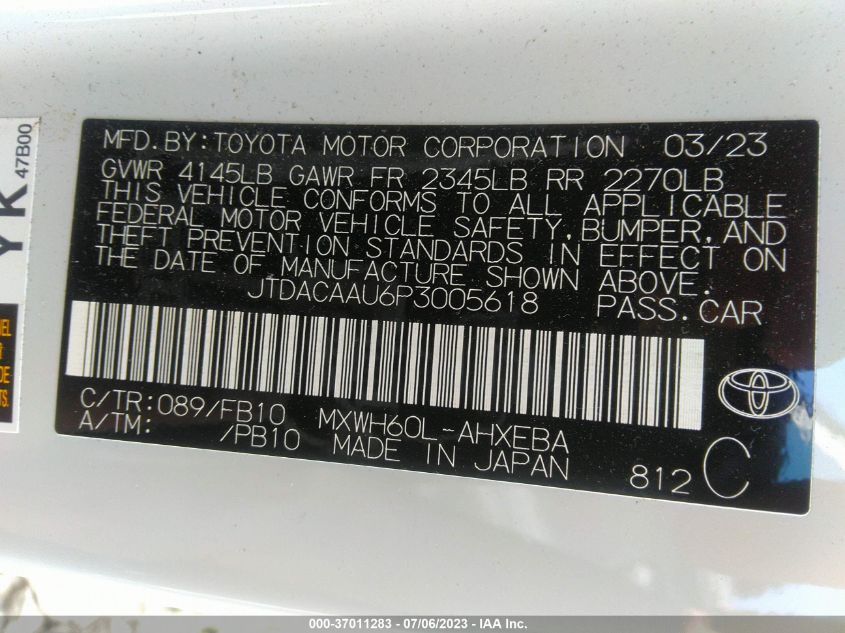 MFD.BY:TOYOTA MOTOR CORPORATION 03/23
GVWR 4145LB GAWR FR 2345LB RR 2270LB
THIS VEHICLE CONFORMS TO ALL APPLICABLE
FEDERAL MOTOR VEHICLE SAFETY,BUMPER,AND
THEFT PREVENTION STANDARDS IN EFFECT ON
THE DATE OF MANUFACTURE SHOWN ABOVE.
JTDACAAU6P3005618 PASS.CAR
C/TR:089/FB10 MXWH60L-AHXEBA
A/TM: /PB10 MADE IN JAPAN
812 C
YK
47B00
000-37011283 - 07/06/2023 - IAA Inc.